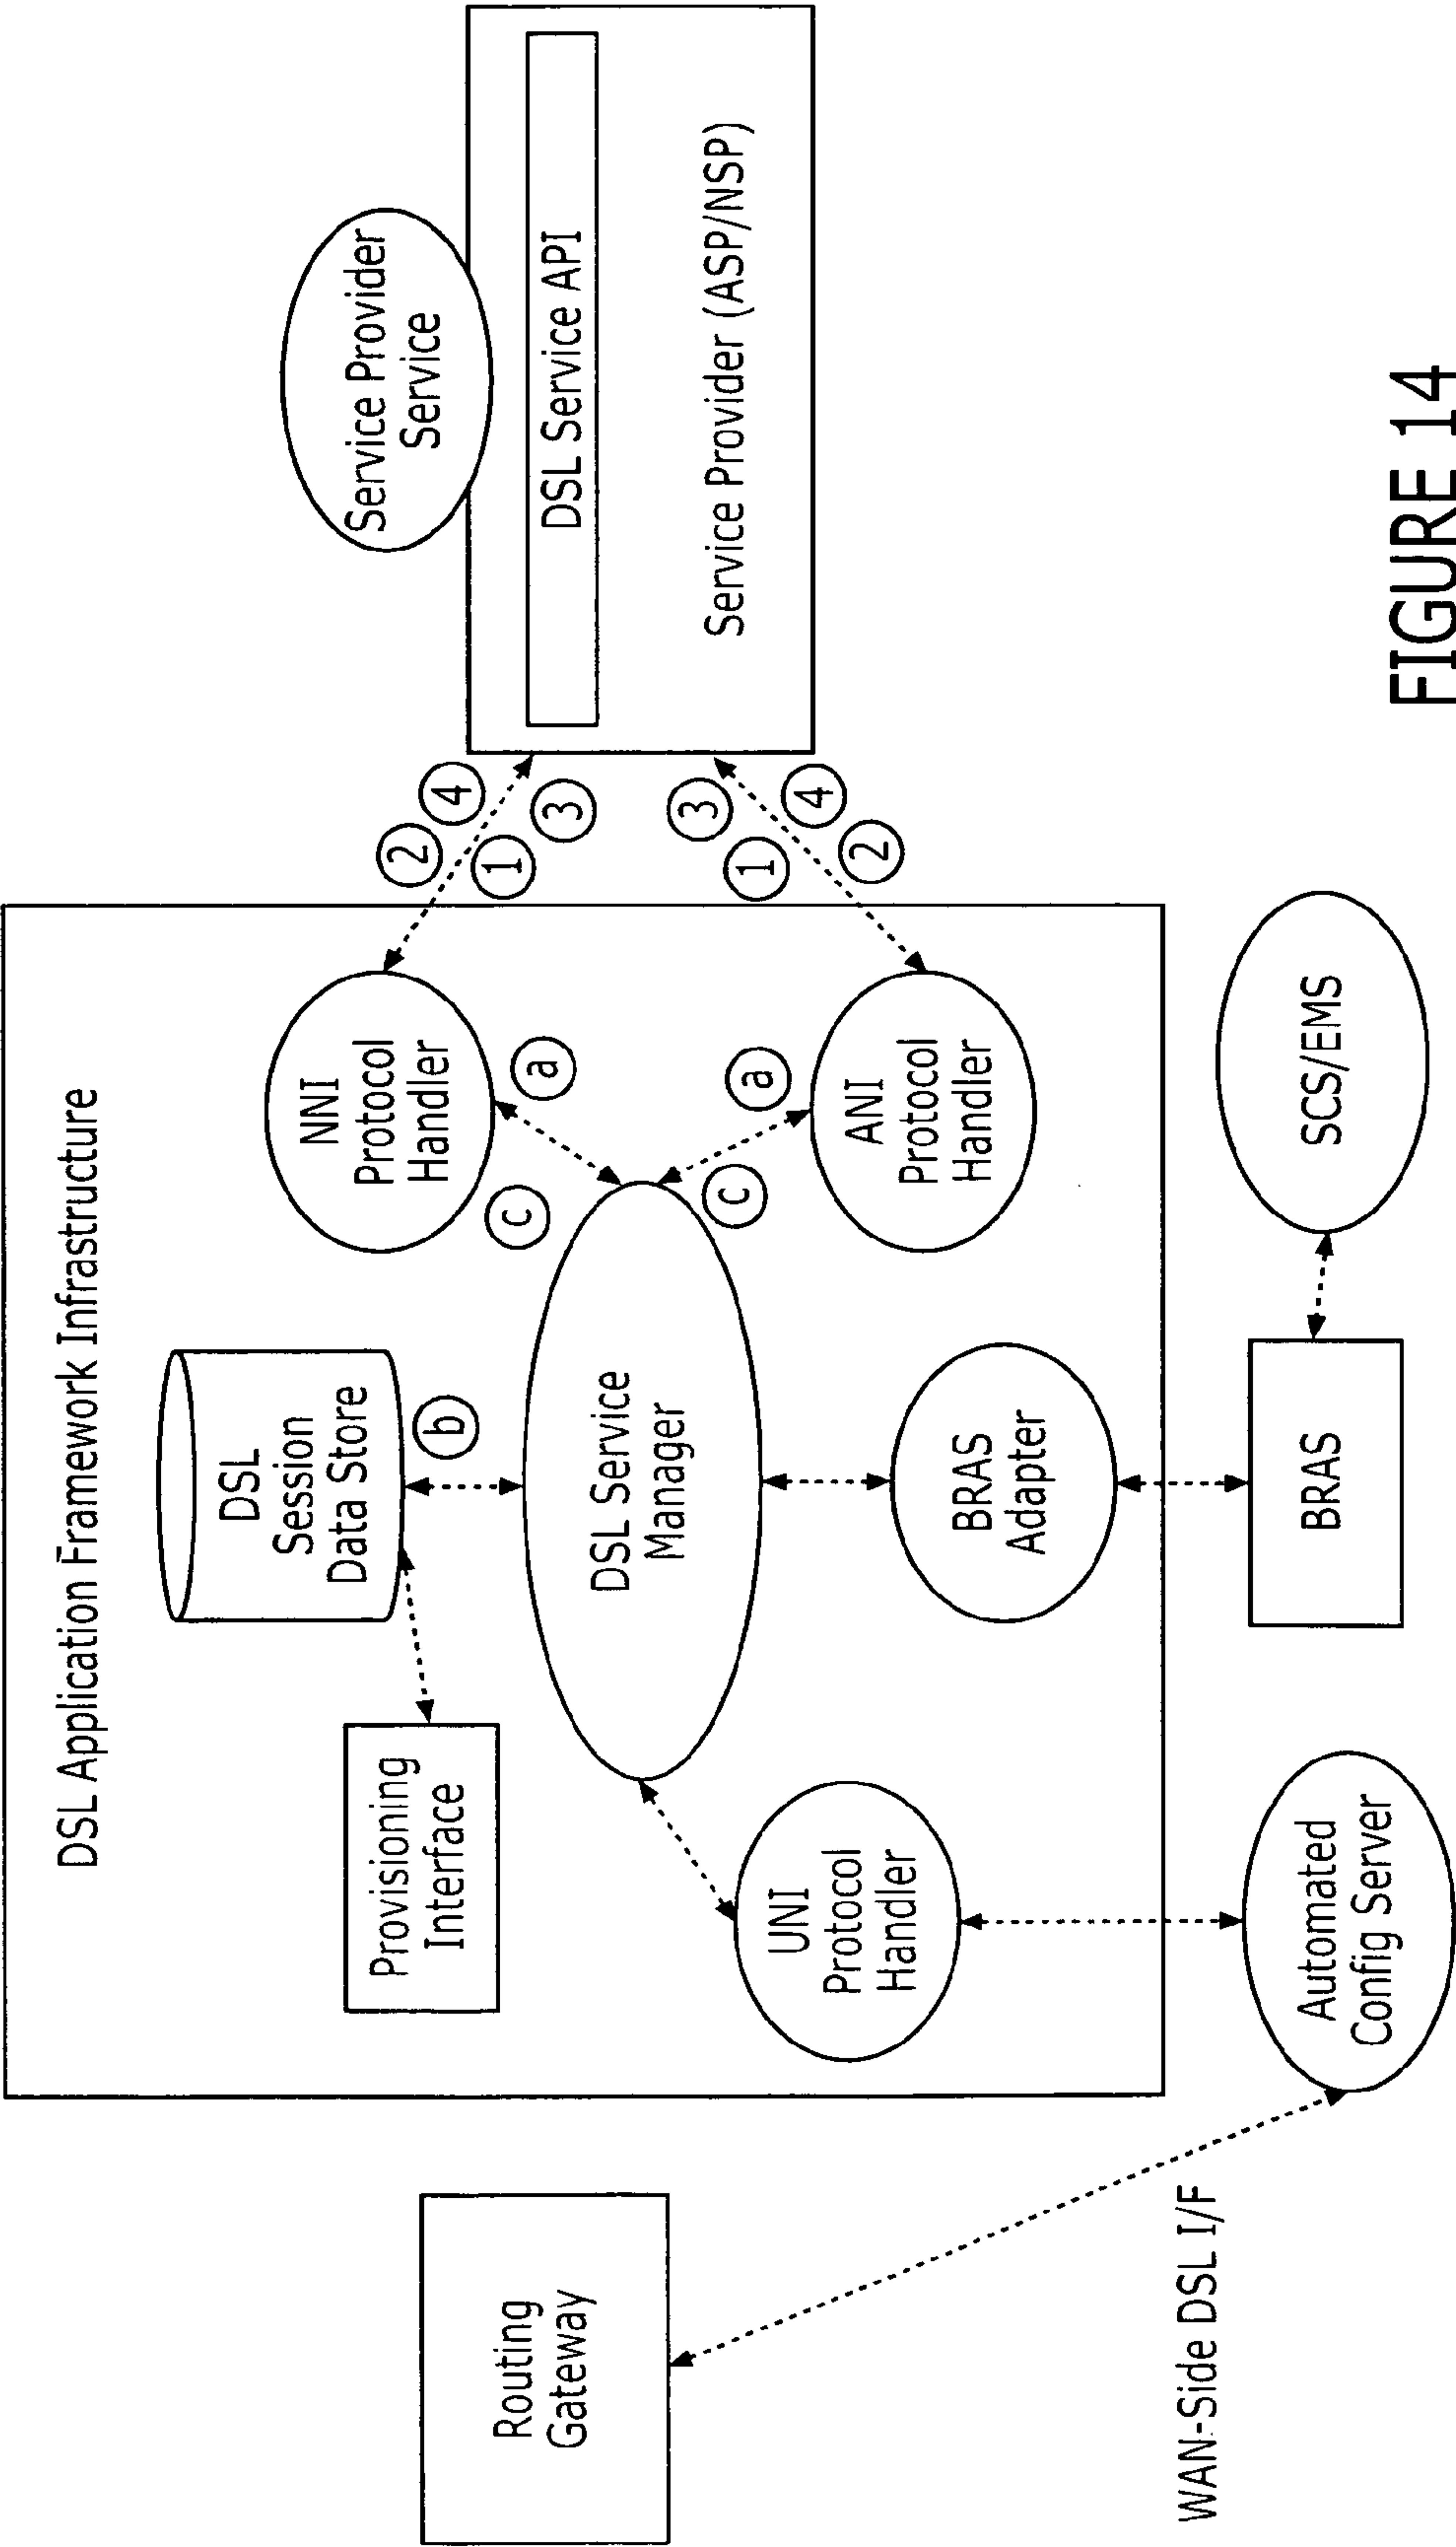 DSL Application Framework Infrastructure
Routing
Gateway
WAN-Side DSL I/F
Provisioning
Interface
DSL
Session
Data Store
b
DSL Service
Manager
UNI
Protocol
Handler
BRAS
Adapter
NNI
Protocol
Handler
a
c
a
c
ANI
Protocol
Handler
2
4
1
3
3
1
4
2
Service Provider
Service
DSL Service API
Service Provider (ASP/NSP)
Automated
Config Server
BRAS
SCS/EMS
FIGURE 14